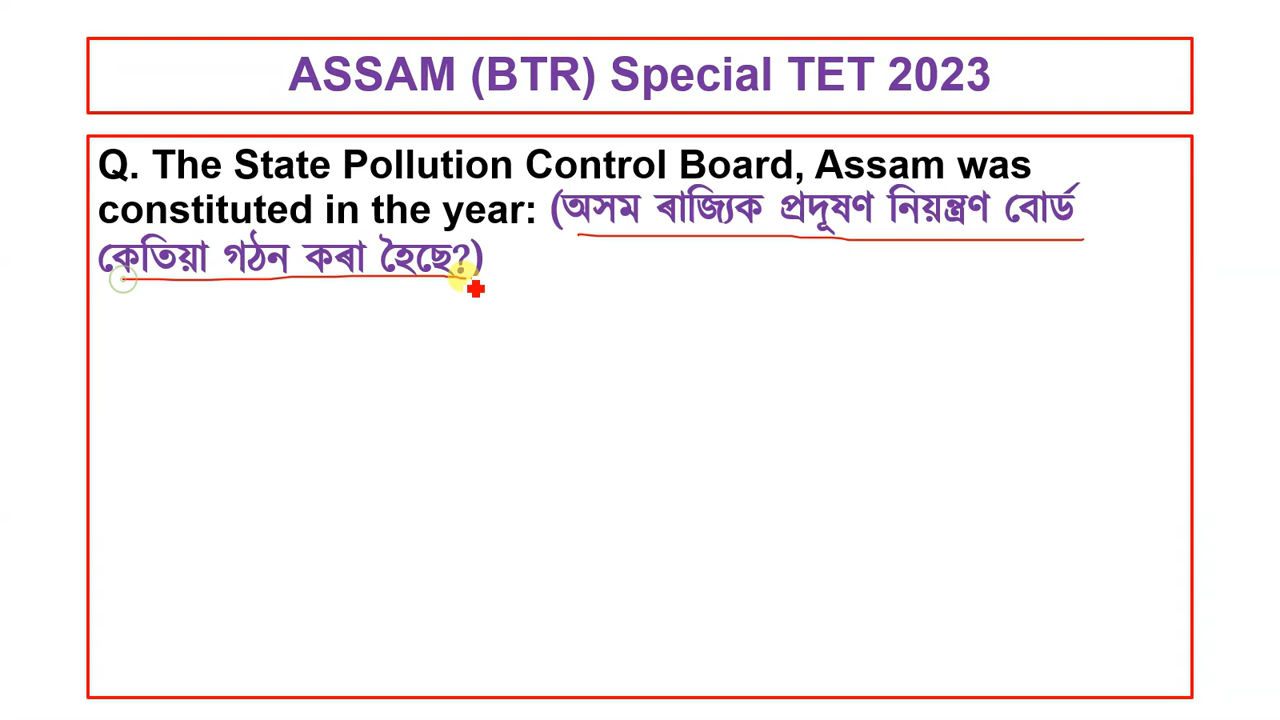 ASSAM (BTR) Special TET 2023
Q. The State Pollution Control Board, Assam was
constituted in the year: (অসম ৰাজ্যিক প্ৰদূষণ নিয়ন্ত্ৰণ বোৰ্ড
কেতিয়া গঠন কৰা হৈছে?)